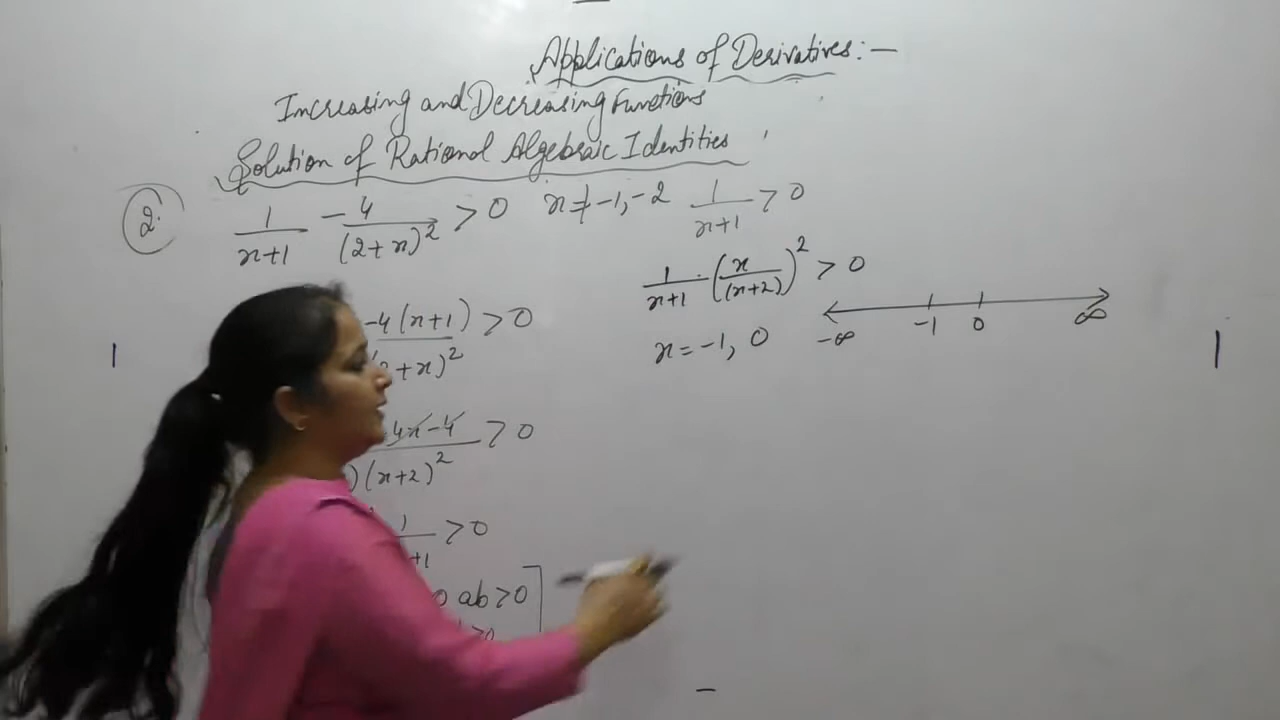 Applications of Derivatives:-
Increasing and Decreasing Functions
Solution of Rational Algebraic Identities
2. 1/(x+1) - 4/(2+x)^2 > 0 x ≠ -1, -2 1/(x+1) > 0
1/(x+1) · (x/(x+2))^2 > 0
-∞ -1 0 ∞
x = -1, 0
-4(x+1) > 0
+x)^2
4x - 4 > 0
)(x+2)^2
1/+1 > 0
ab > 0
> 0